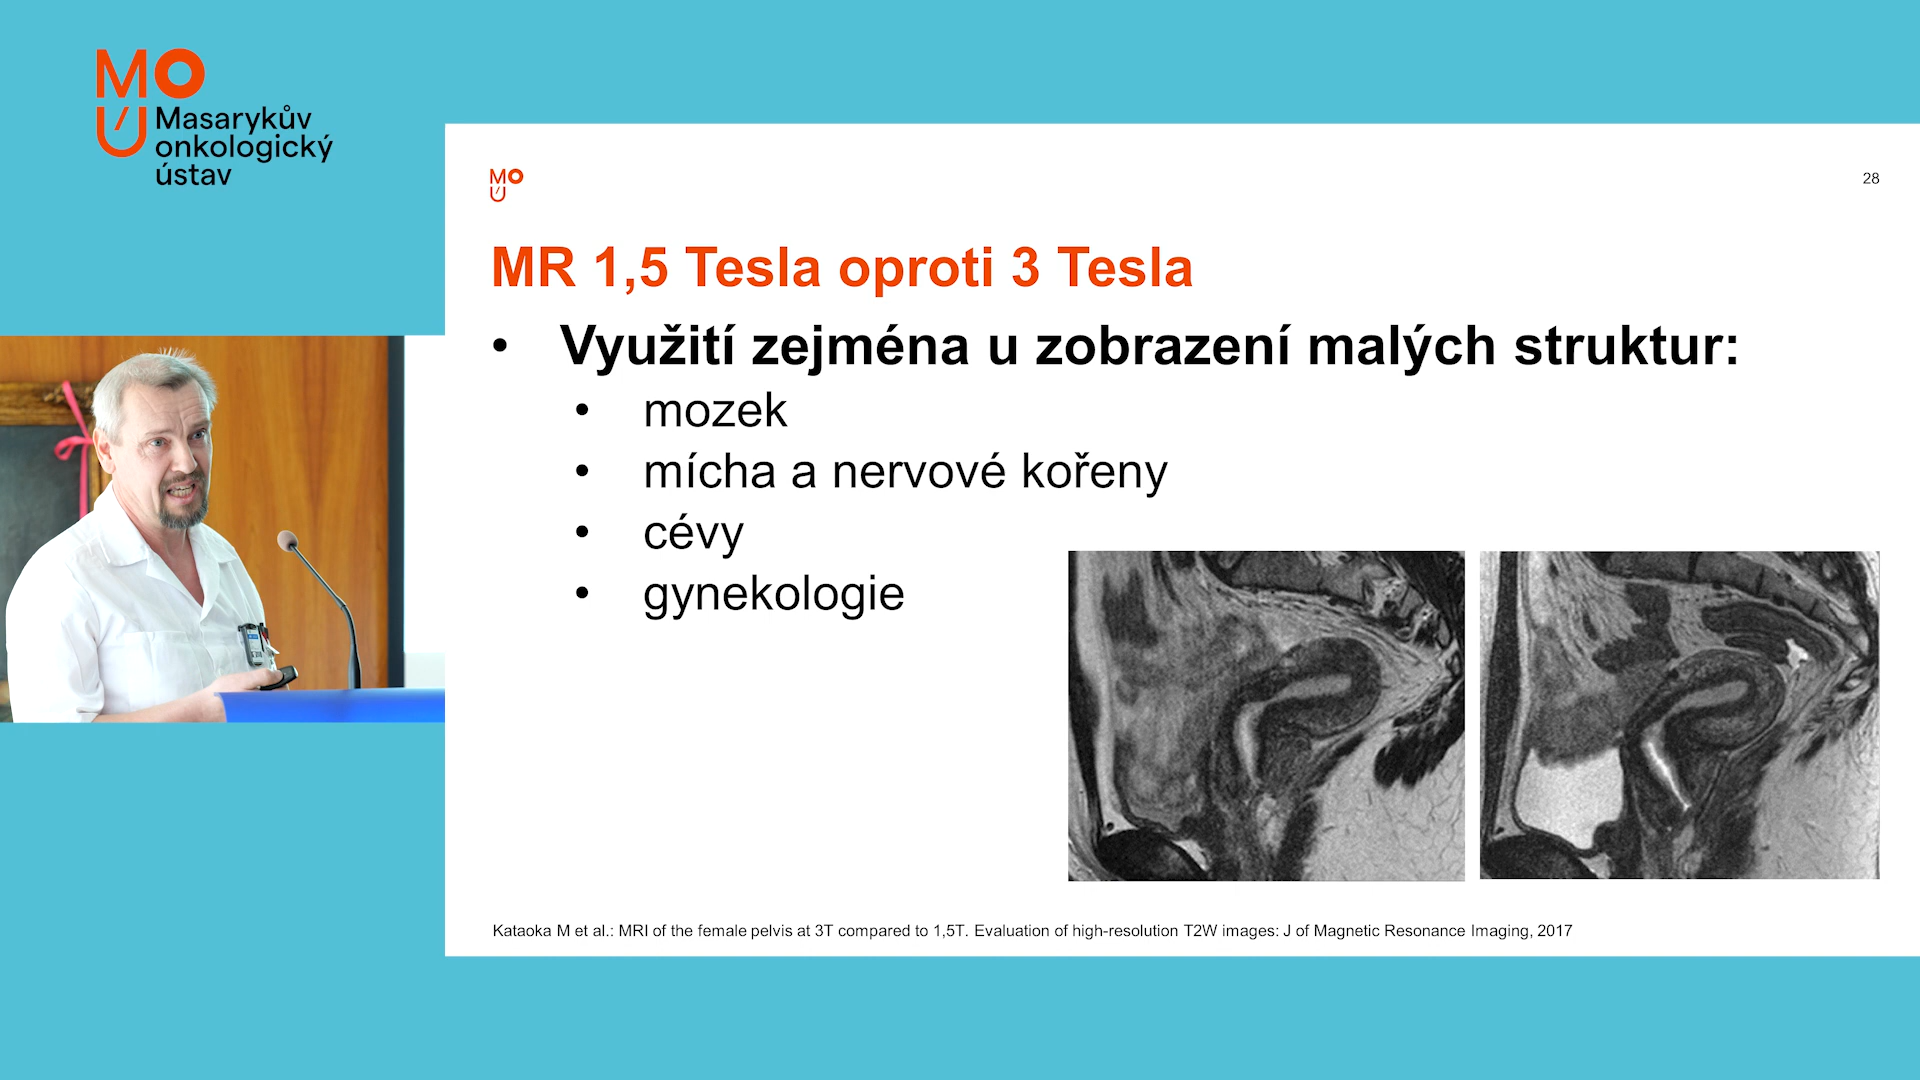 MOÚ
Masarykův
onkologický
ústav
MOÚ
28
MR 1,5 Tesla oproti 3 Tesla
• Využití zejména u zobrazení malých struktur:
• mozek
• mícha a nervové kořeny
• cévy
• gynekologie
Kataoka M et al.: MRI of the female pelvis at 3T compared to 1,5T. Evaluation of high-resolution T2W images: J of Magnetic Resonance Imaging, 2017